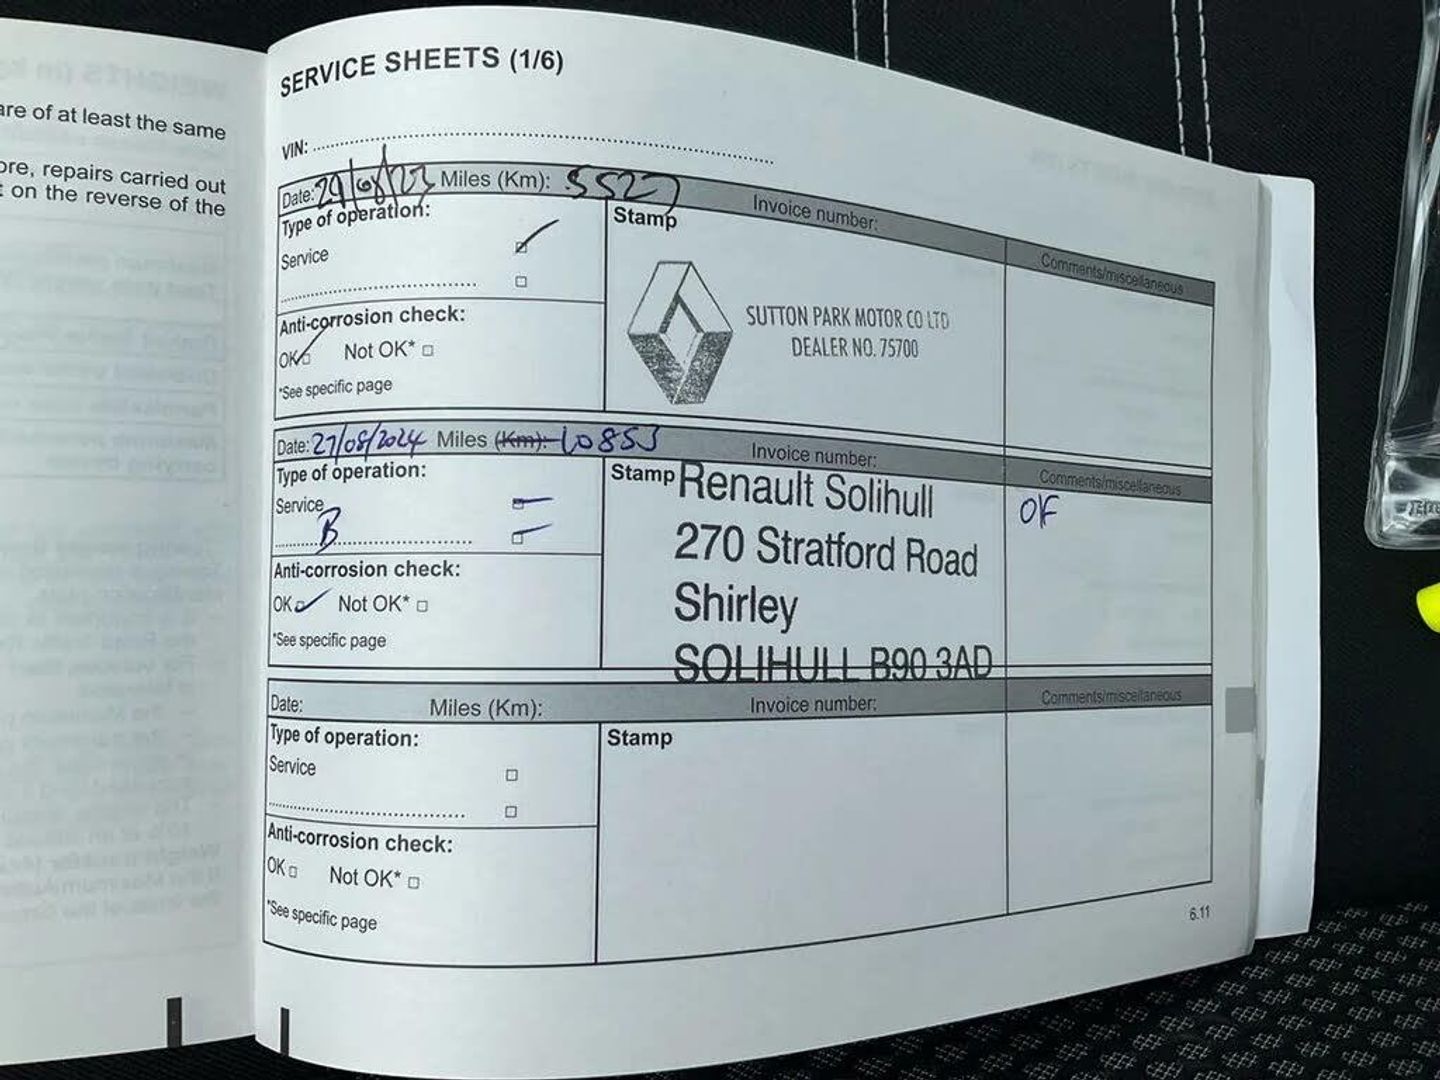 are of at least the same
ore, repairs carried out
t on the reverse of the
SERVICE SHEETS (1/6)
VIN:
Date: 29/08/23 Miles (Km): 5527 Invoice number:
Type of operation:
Stamp
Comments/miscellaneous
Service
SUTTON PARK MOTOR CO LTD
DEALER NO. 75700
Anti-corrosion check:
OK Not OK*
*See specific page
Date: 27/08/2024 Miles (Km): 10853 Invoice number:
Type of operation:
Stamp
Comments/miscellaneous
Service
B
Renault Solihull
270 Stratford Road
Shirley
SOLIHULL B90 3AD
Anti-corrosion check:
OK Not OK*
*See specific page
Date: Miles (Km): Invoice number: Comments/miscellaneous
Type of operation:
Stamp
Service
Anti-corrosion check:
OK Not OK*
*See specific page
6.11